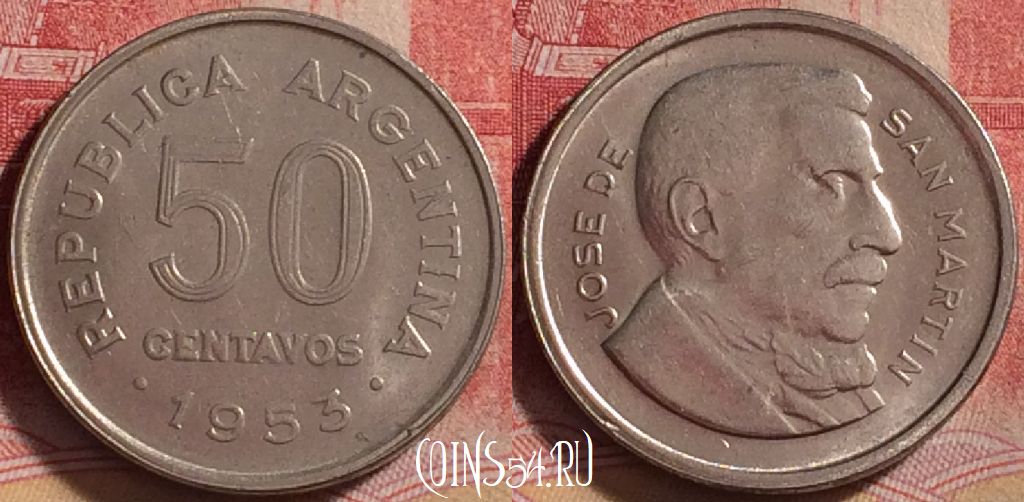 REPUBLICA ARGENTINA
50
CENTAVOS
· 1953 ·
JOSE DE SAN MARTIN
COINS54.RU